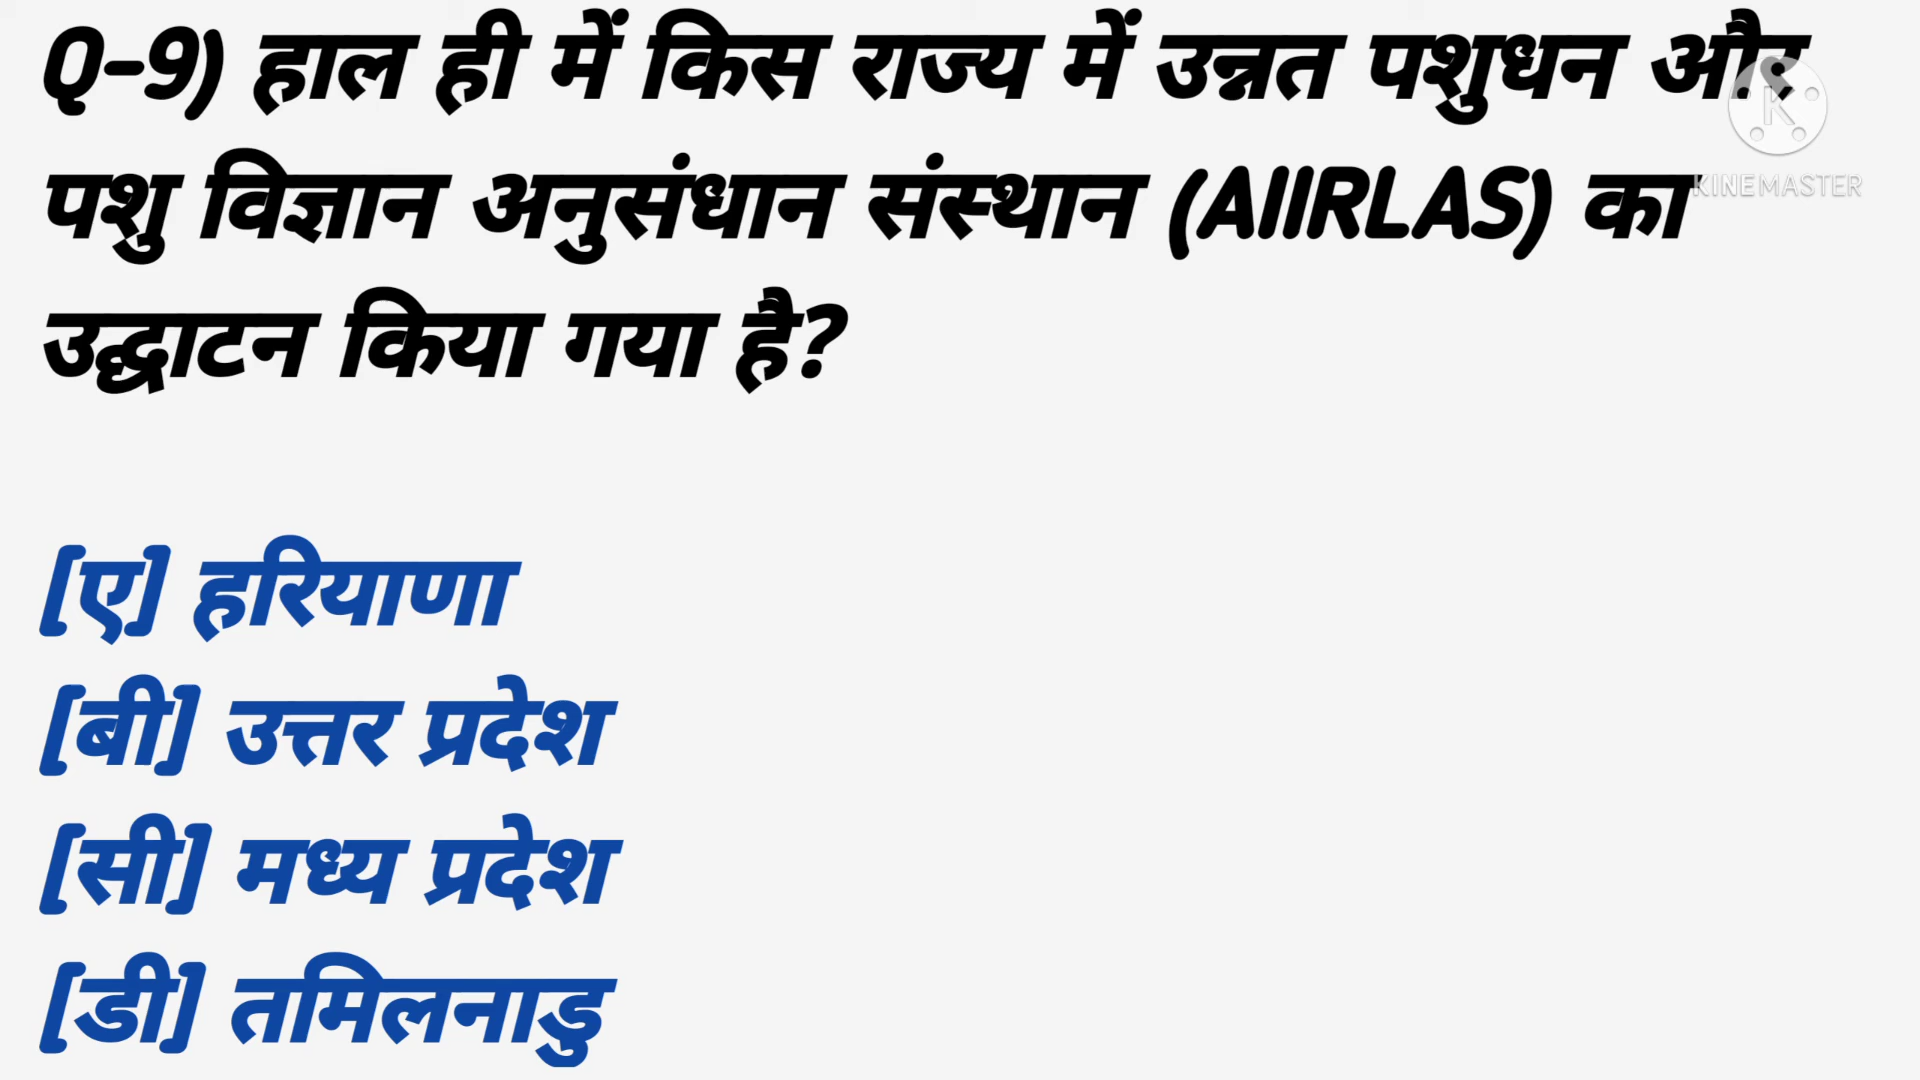 Q-9) हाल ही में किस राज्य में उन्नत पशुधन और
पशु विज्ञान अनुसंधान संस्थान (AIIRLAS) का
उद्घाटन किया गया है?
[ए] हरियाणा
[बी] उत्तर प्रदेश
[सी] मध्य प्रदेश
[डी] तमिलनाडु
K
KINEMASTER